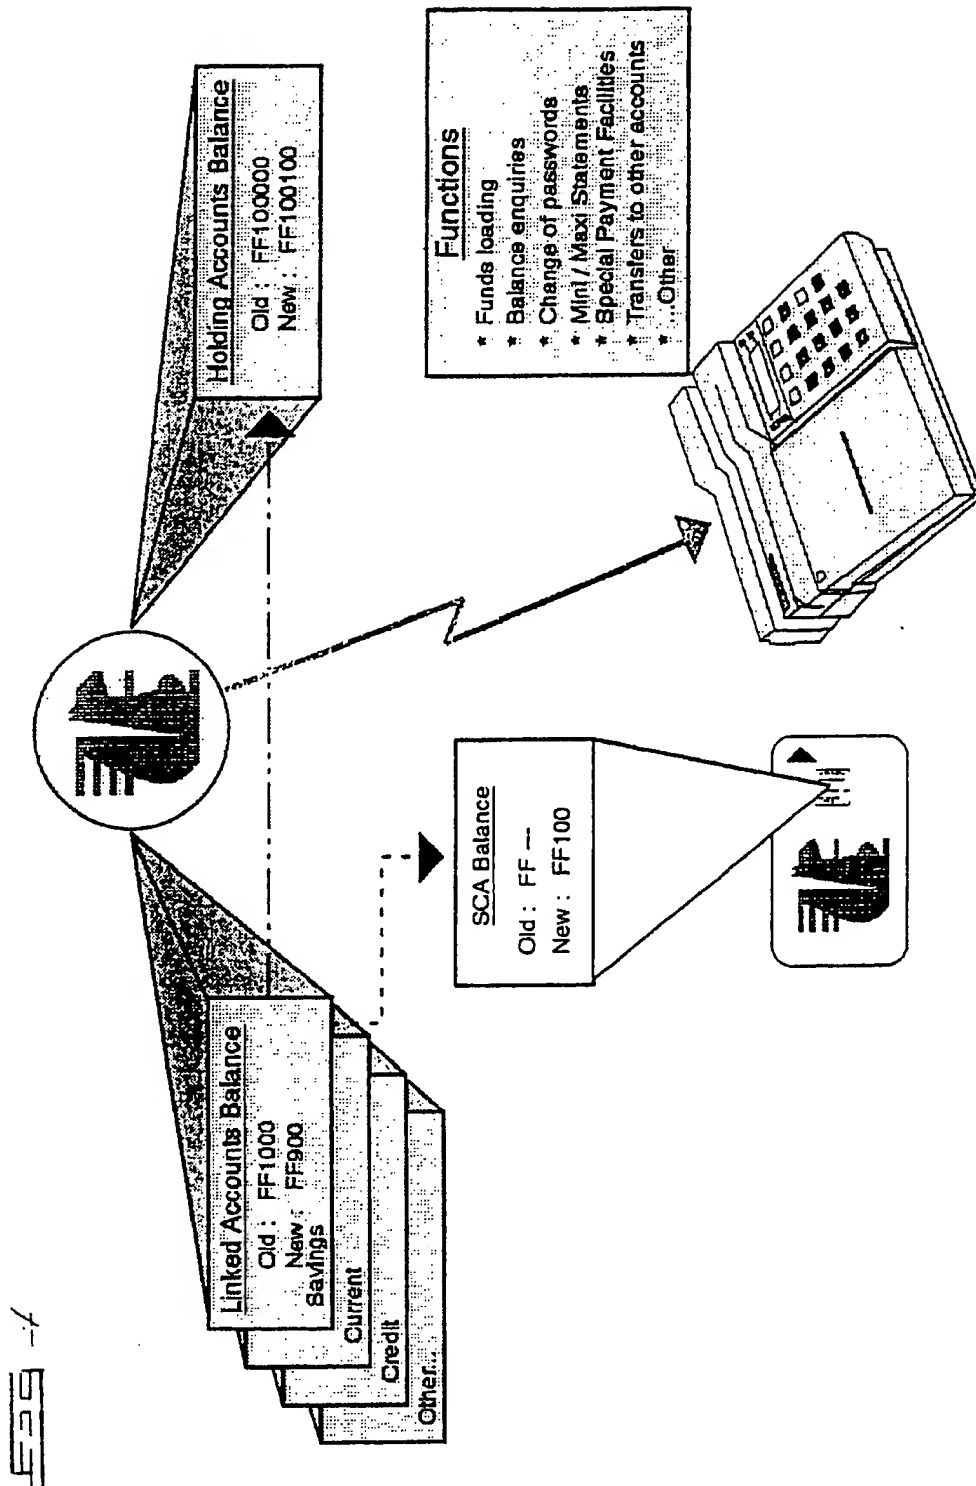 Linked Accounts Balance
Old : FF1000
New : FF900
Savings
Current
Credit
Other...
Holding Accounts Balance
Old : FF100000
New : FF100100
SCA Balance
Old : FF ---
New : FF100
Functions
* Funds loading
* Balance enquiries
* Change of passwords
* Mini / Maxi Statements
* Special Payment Facilities
* Transfers to other accounts
* ...Other